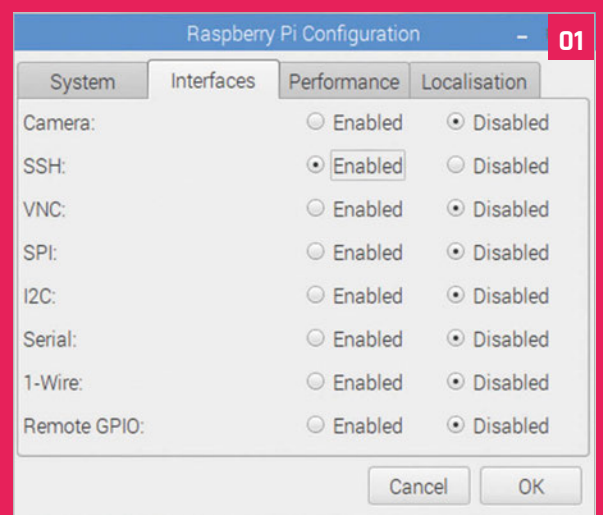 Raspberry Pi Configuration
01
System Interfaces Performance Localisation
Camera: Enabled Disabled
SSH: Enabled Disabled
VNC: Enabled Disabled
SPI: Enabled Disabled
I2C: Enabled Disabled
Serial: Enabled Disabled
1-Wire: Enabled Disabled
Remote GPIO: Enabled Disabled
Cancel OK